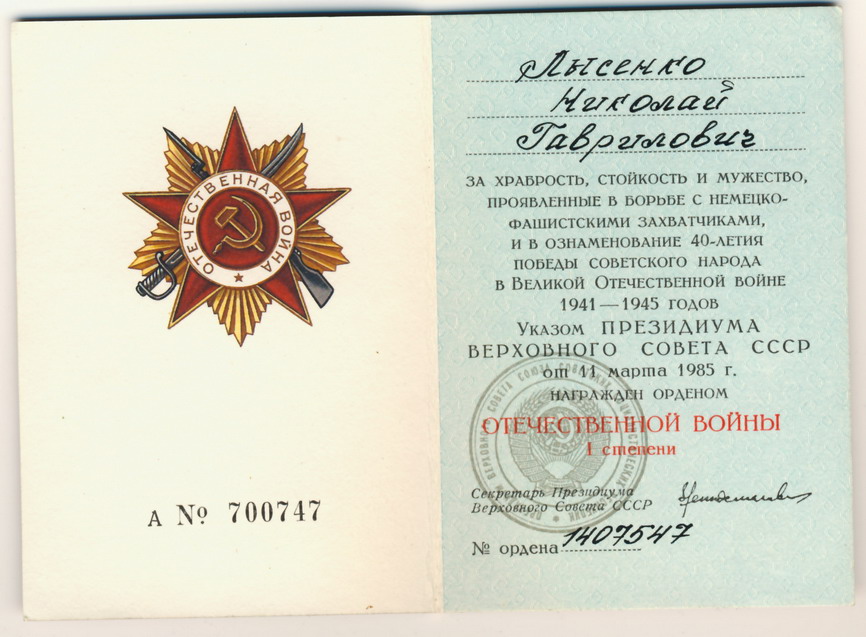 ОТЕЧЕСТВЕННАЯ ВОЙНА
А № 700747
Лысенко
Николай
Гаврилович
ЗА ХРАБРОСТЬ, СТОЙКОСТЬ И МУЖЕСТВО,
ПРОЯВЛЕННЫЕ В БОРЬБЕ С НЕМЕЦКО-
ФАШИСТСКИМИ ЗАХВАТЧИКАМИ,
И В ОЗНАМЕНОВАНИЕ 40-ЛЕТИЯ
ПОБЕДЫ СОВЕТСКОГО НАРОДА
В ВЕЛИКОЙ ОТЕЧЕСТВЕННОЙ ВОЙНЕ
1941—1945 ГОДОВ
УКАЗОМ ПРЕЗИДИУМА
ВЕРХОВНОГО СОВЕТА СССР
от 11 марта 1985 г.
НАГРАЖДЕН ОРДЕНОМ
ОТЕЧЕСТВЕННОЙ ВОЙНЫ
I степени
Секретарь Президиума
Верховного Совета СССР
№ ордена 1407547